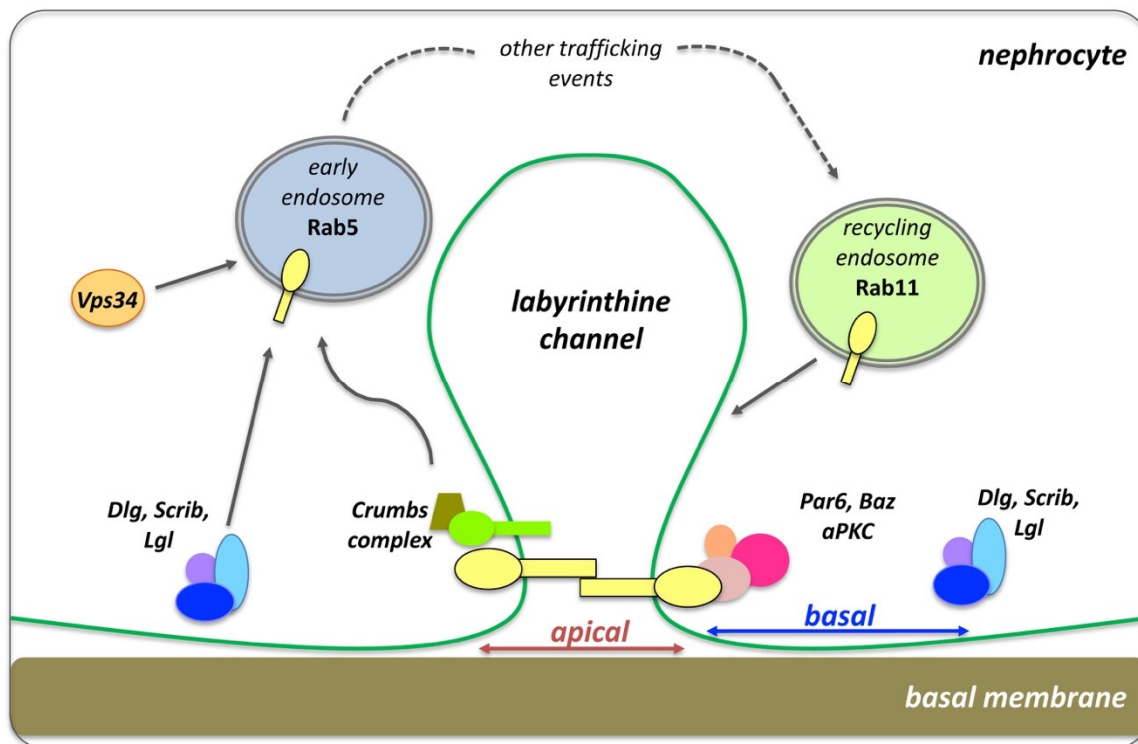 other trafficking
events
nephrocyte
early
endosome
Rab5
recycling
endosome
Rab11
Vps34
labyrinthine
channel
Dlg, Scrib,
Lgl
Crumbs
complex
Par6, Baz
aPKC
Dlg, Scrib,
Lgl
apical
basal
basal membrane